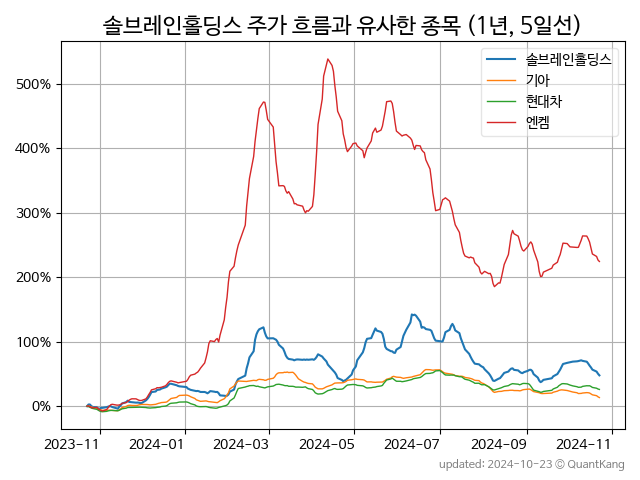 솔브레인홀딩스 주가 흐름과 유사한 종목 (1년, 5일선)
솔브레인홀딩스
기아
현대차
엔켐
500%
400%
300%
200%
100%
0%
2023-11 2024-01 2024-03 2024-05 2024-07 2024-09 2024-11
updated: 2024-10-23 © QuantKang